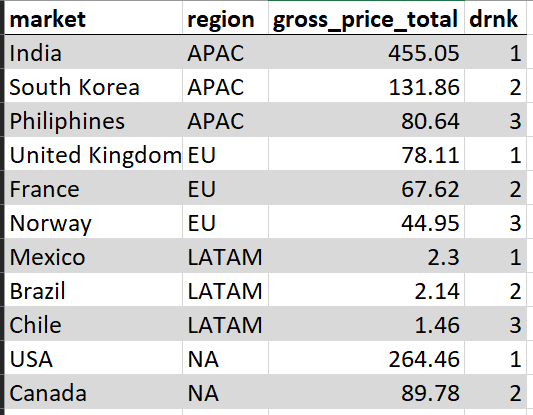 market region gross_price_total drnk
India APAC 455.05 1
South Korea APAC 131.86 2
Philiphines APAC 80.64 3
United Kingdom EU 78.11 1
France EU 67.62 2
Norway EU 44.95 3
Mexico LATAM 2.3 1
Brazil LATAM 2.14 2
Chile LATAM 1.46 3
USA NA 264.46 1
Canada NA 89.78 2